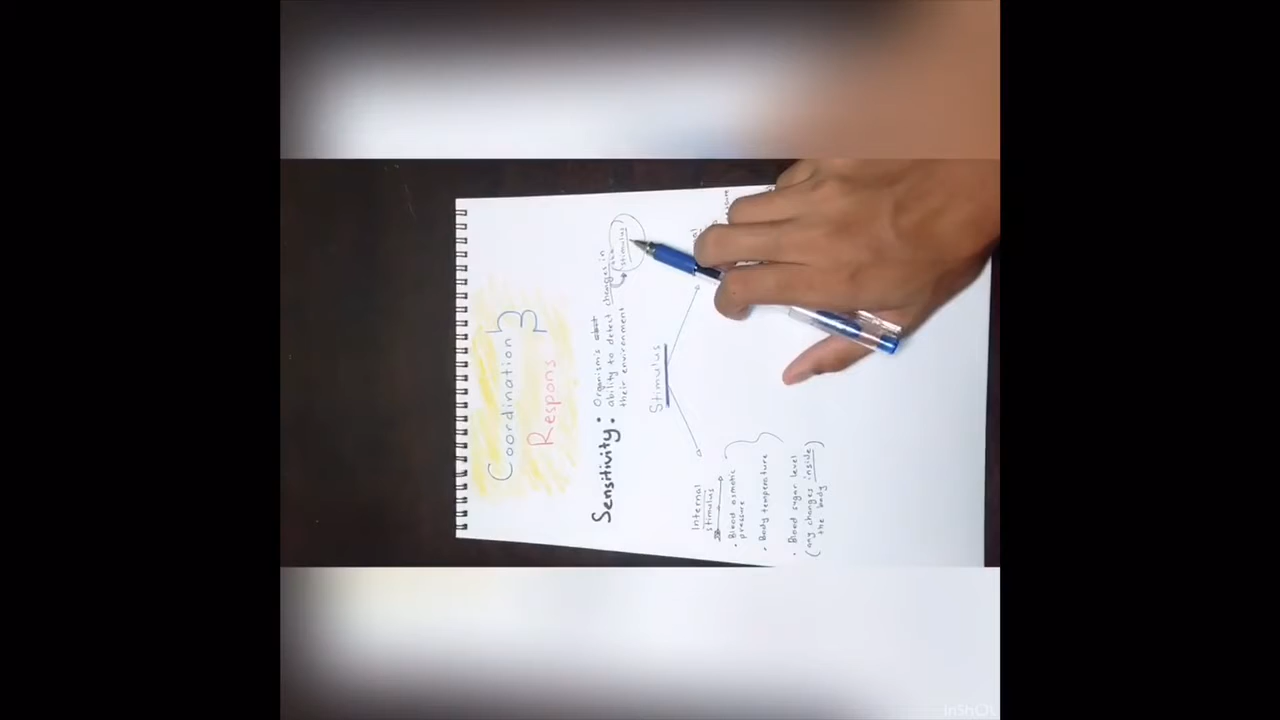 Coordination
Respons
Sensitivity: Organism's
ability to detect changes in
their environment
(aka
stimulus)
Stimulus
Internal
stimulus
• Blood osmotic
pressure
• Body temperature
• Blood sugar level
(any changes inside
the body)
InShot